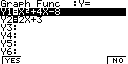 Graph Func :Y=
Y1=X²+4X-8
Y2=2X+3
Y3:
Y4:
Y5:
Y6:
YES NO